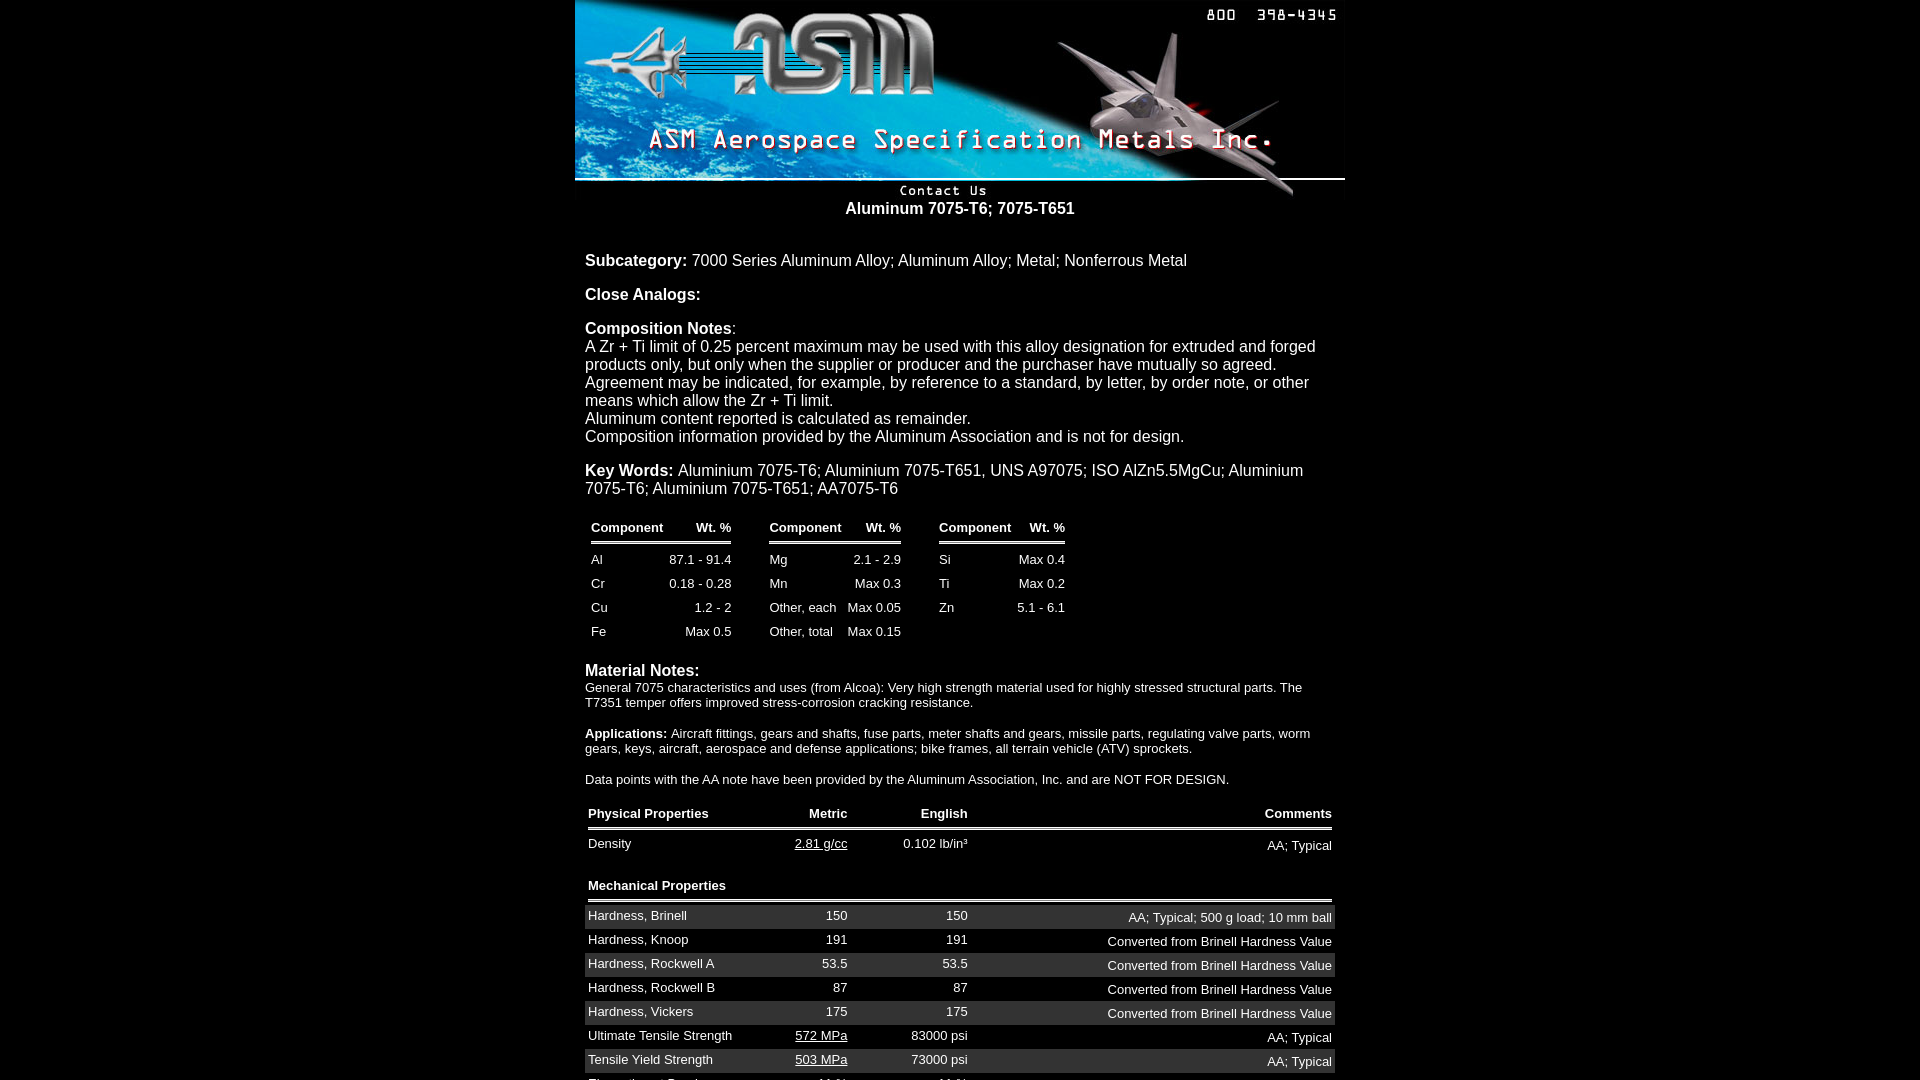 800 398-4345
ASM
ASM Aerospace Specification Metals Inc.
Contact Us
Aluminum 7075-T6; 7075-T651
Subcategory: 7000 Series Aluminum Alloy; Aluminum Alloy; Metal; Nonferrous Metal
Close Analogs:
Composition Notes:
A Zr + Ti limit of 0.25 percent maximum may be used with this alloy designation for extruded and forged
products only, but only when the supplier or producer and the purchaser have mutually so agreed.
Agreement may be indicated, for example, by reference to a standard, by letter, by order note, or other
means which allow the Zr + Ti limit.
Aluminum content reported is calculated as remainder.
Composition information provided by the Aluminum Association and is not for design.
Key Words: Aluminium 7075-T6; Aluminium 7075-T651, UNS A97075; ISO AlZn5.5MgCu; Aluminium
7075-T6; Aluminium 7075-T651; AA7075-T6
Component Wt. % Component Wt. % Component Wt. %
Al 87.1 - 91.4 Mg 2.1 - 2.9 Si Max 0.4
Cr 0.18 - 0.28 Mn Max 0.3 Ti Max 0.2
Cu 1.2 - 2 Other, each Max 0.05 Zn 5.1 - 6.1
Fe Max 0.5 Other, total Max 0.15
Material Notes:
General 7075 characteristics and uses (from Alcoa): Very high strength material used for highly stressed structural parts. The
T7351 temper offers improved stress-corrosion cracking resistance.
Applications: Aircraft fittings, gears and shafts, fuse parts, meter shafts and gears, missile parts, regulating valve parts, worm
gears, keys, aircraft, aerospace and defense applications; bike frames, all terrain vehicle (ATV) sprockets.
Data points with the AA note have been provided by the Aluminum Association, Inc. and are NOT FOR DESIGN.
Physical Properties Metric English Comments
Density 2.81 g/cc 0.102 lb/in³ AA; Typical
Mechanical Properties
Hardness, Brinell 150 150 AA; Typical; 500 g load; 10 mm ball
Hardness, Knoop 191 191 Converted from Brinell Hardness Value
Hardness, Rockwell A 53.5 53.5 Converted from Brinell Hardness Value
Hardness, Rockwell B 87 87 Converted from Brinell Hardness Value
Hardness, Vickers 175 175 Converted from Brinell Hardness Value
Ultimate Tensile Strength 572 MPa 83000 psi AA; Typical
Tensile Yield Strength 503 MPa 73000 psi AA; Typical